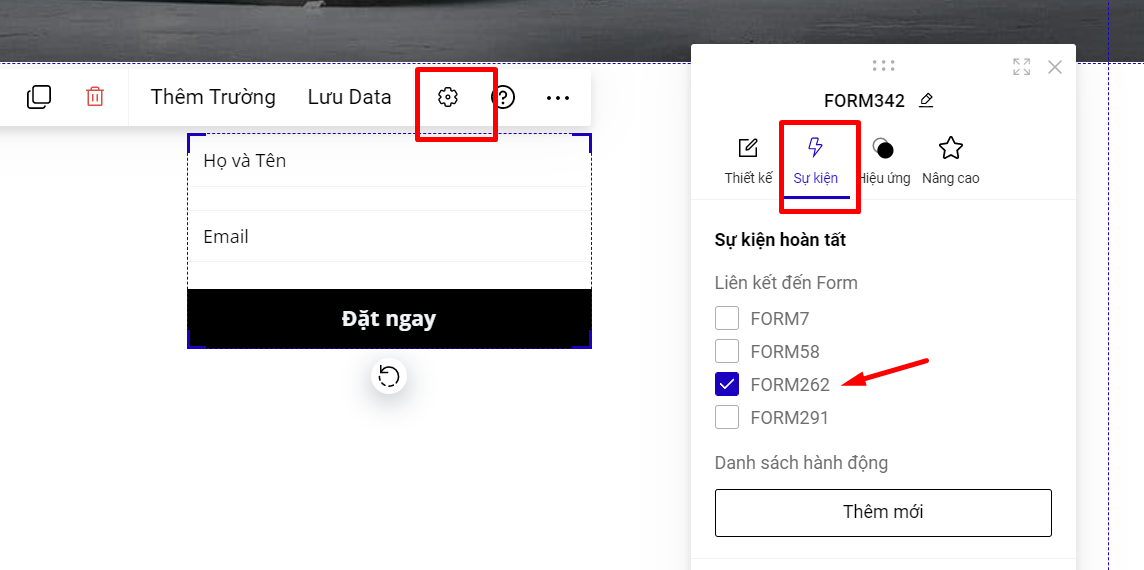 Thêm Trường Lưu Data
Họ và Tên
Email
Đặt ngay
FORM342
Thiết kế Sự kiện Hiệu ứng Nâng cao
Sự kiện hoàn tất
Liên kết đến Form
FORM7
FORM58
FORM262
FORM291
Danh sách hành động
Thêm mới